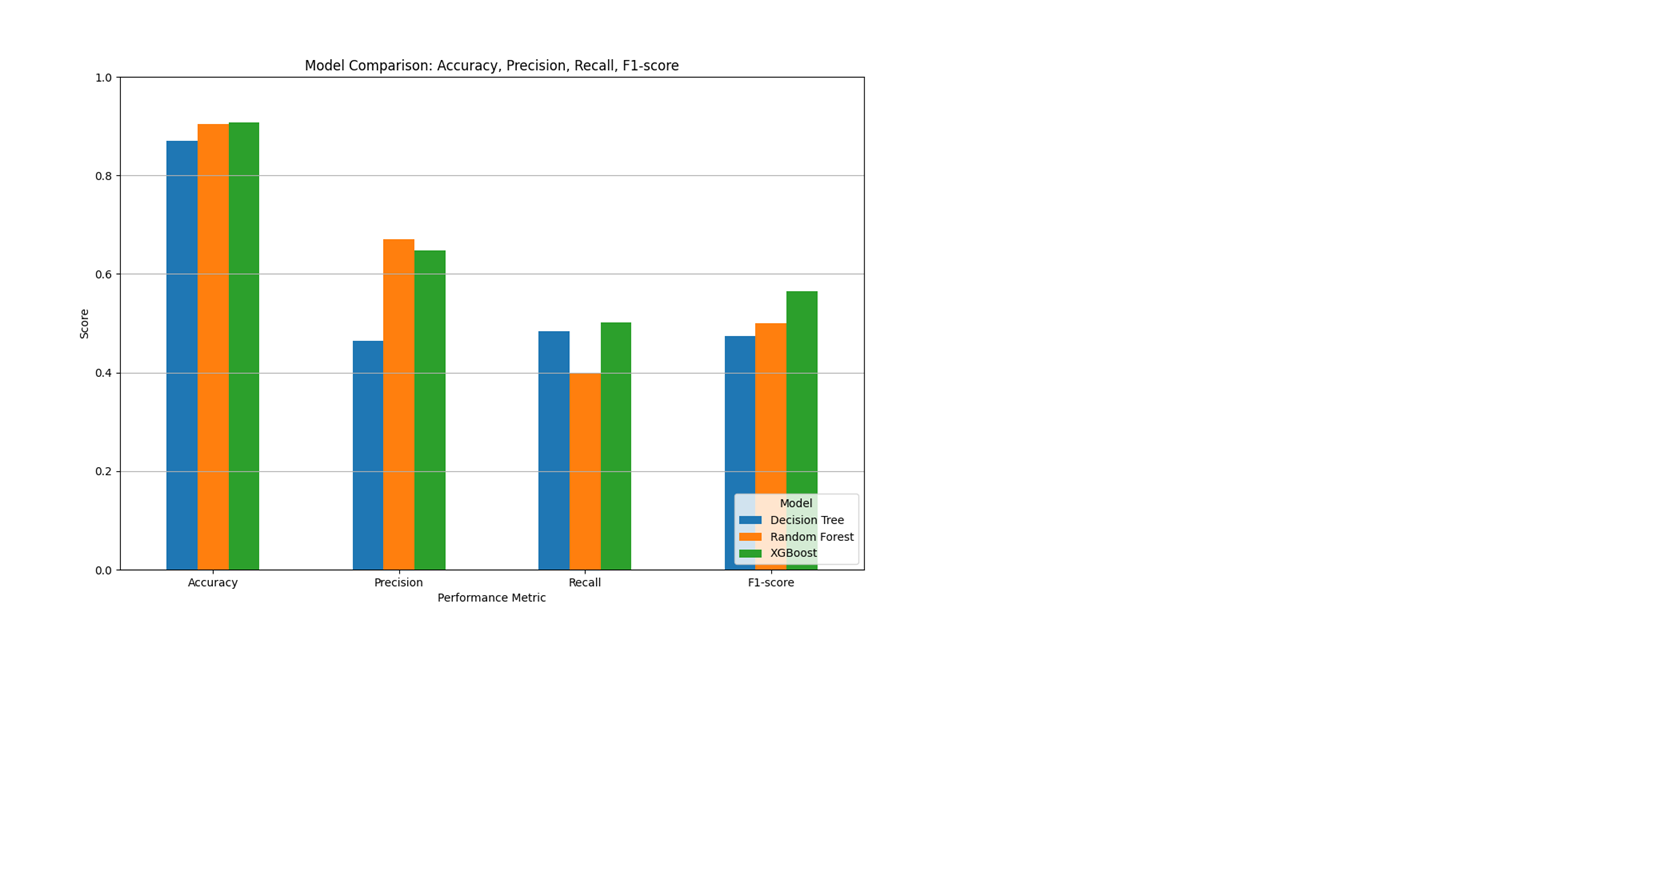 Model Comparison: Accuracy, Precision, Recall, F1-score
1.0
0.8
0.6
0.4
0.2
0.0
Score
Accuracy
Precision
Recall
F1-score
Performance Metric
Model
Decision Tree
Random Forest
XGBoost